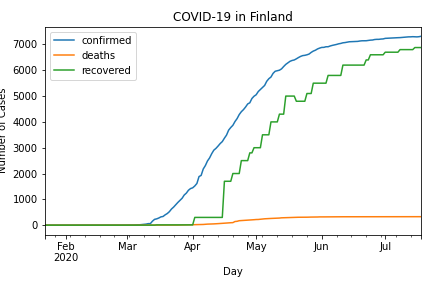 COVID-19 in Finland
7000
6000
5000
4000
3000
2000
1000
0
Number of Cases
confirmed
deaths
recovered
Feb
2020
Mar
Apr
May
Jun
Jul
Day